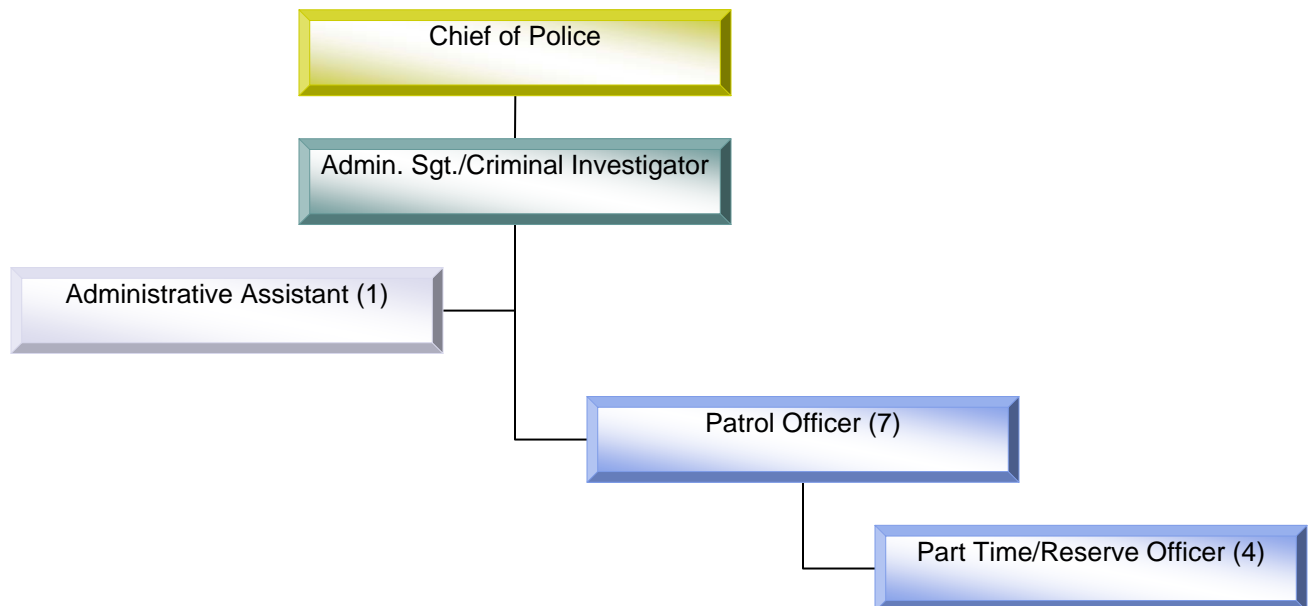 Chief of Police
Admin. Sgt./Criminal Investigator
Administrative Assistant (1)
Patrol Officer (7)
Part Time/Reserve Officer (4)